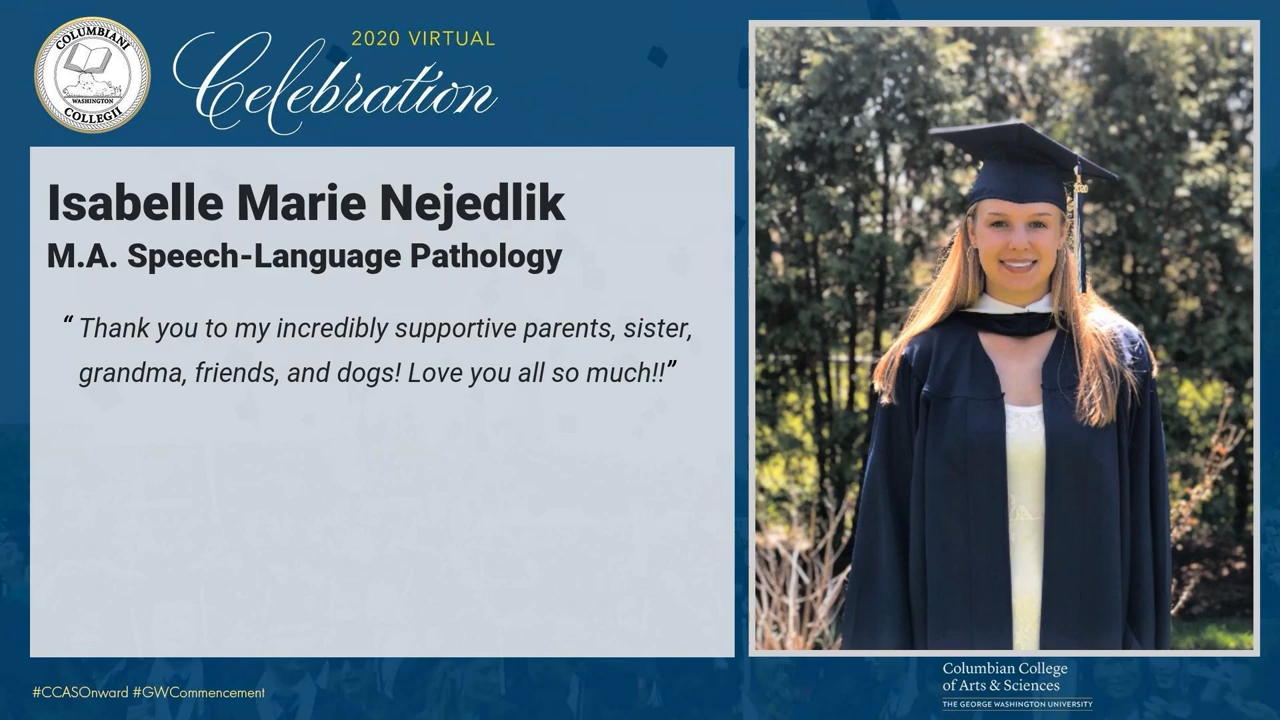 COLUMBIANI
WASHINGTON
COLLEGII
2020 VIRTUAL
Celebration
Isabelle Marie Nejedlik
M.A. Speech-Language Pathology
“ Thank you to my incredibly supportive parents, sister,
grandma, friends, and dogs! Love you all so much!!”
2020
#CCASOnward #GWCommencement
Columbian College
of Arts & Sciences
THE GEORGE WASHINGTON UNIVERSITY